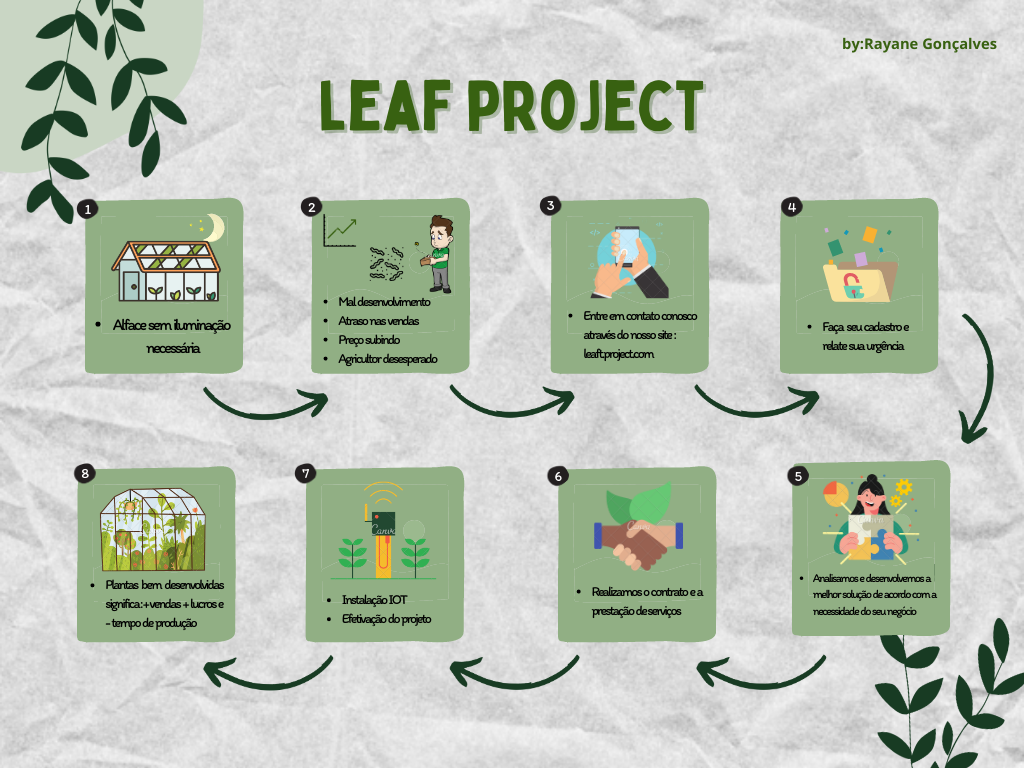 by:Rayane Gonçalves
LEAF PROJECT
1
• Alface sem iluminação
necessária
2
• Mal desenvolvimento
• Atraso nas vendas
• Preço subindo
• Agricultor desesperado
3
• Entre em contato conosco
através do nosso site :
leaft.project.com
4
• Faça seu cadastro e
relate sua urgência
5
• Analisamos e desenvolvemos a
melhor solução de acordo com a
necessidade do seu negócio
6
• Realizamos o contrato e a
prestação de serviços
7
Canva
• Instalação IOT
• Efetivação do projeto
8
• Plantas bem desenvolvidas
significa: + vendas + lucros e
- tempo de produção